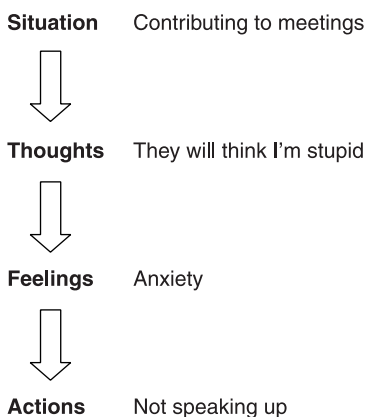 Situation Contributing to meetings
Thoughts They will think I'm stupid
Feelings Anxiety
Actions Not speaking up